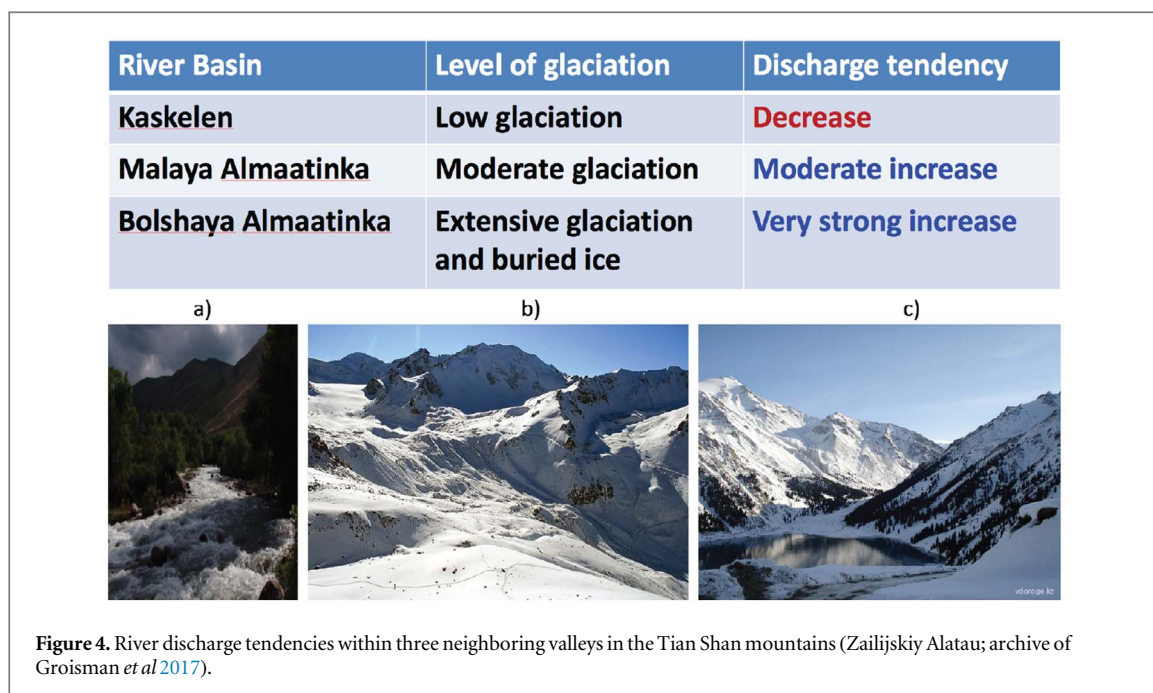 River Basin Level of glaciation Discharge tendency
Kaskelen Low glaciation Decrease
Malaya Almaatinka Moderate glaciation Moderate increase
Bolshaya Almaatinka Extensive glaciation Very strong increase
and buried ice
a) b) c)
vdoroge.kz
Figure 4. River discharge tendencies within three neighboring valleys in the Tian Shan mountains (Zailijskiy Alatau; archive of
Groisman et al 2017).